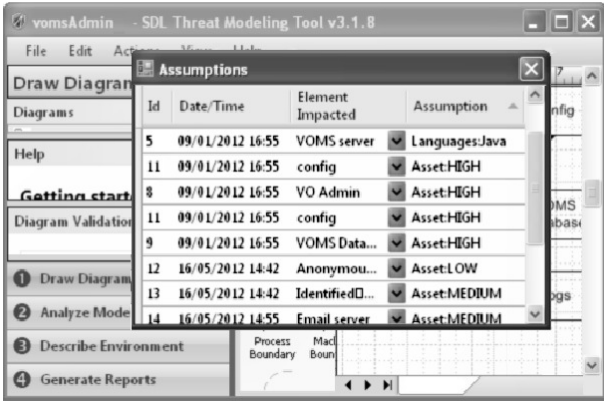 vomsAdmin - SDL Threat Modeling Tool v3.1.8
File Edit
Draw Diagram
Diagrams
Help
Getting start
Diagram Validation
1 Draw Diagram
2 Analyze Mode
3 Describe Environment
4 Generate Reports
Assumptions
Id Date/Time Element Impacted Assumption
5 09/01/2012 16:55 VOMS server Languages:Java
11 09/01/2012 16:55 config Asset:HIGH
8 09/01/2012 16:55 VO Admin Asset:HIGH
11 09/01/2012 16:55 config Asset:HIGH
9 09/01/2012 16:55 VOMS Data... Asset:HIGH
12 16/05/2012 14:42 Anonymou... Asset:LOW
13 16/05/2012 14:42 Identified□... Asset:MEDIUM
14 16/05/2012 14:55 Email server Asset:MEDIUM
Process Boundary